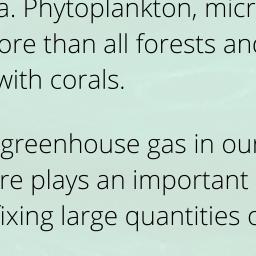 a. Phytoplankton, micr
ore than all forests and
with corals.
greenhouse gas in our
re plays an important
fixing large quantities o